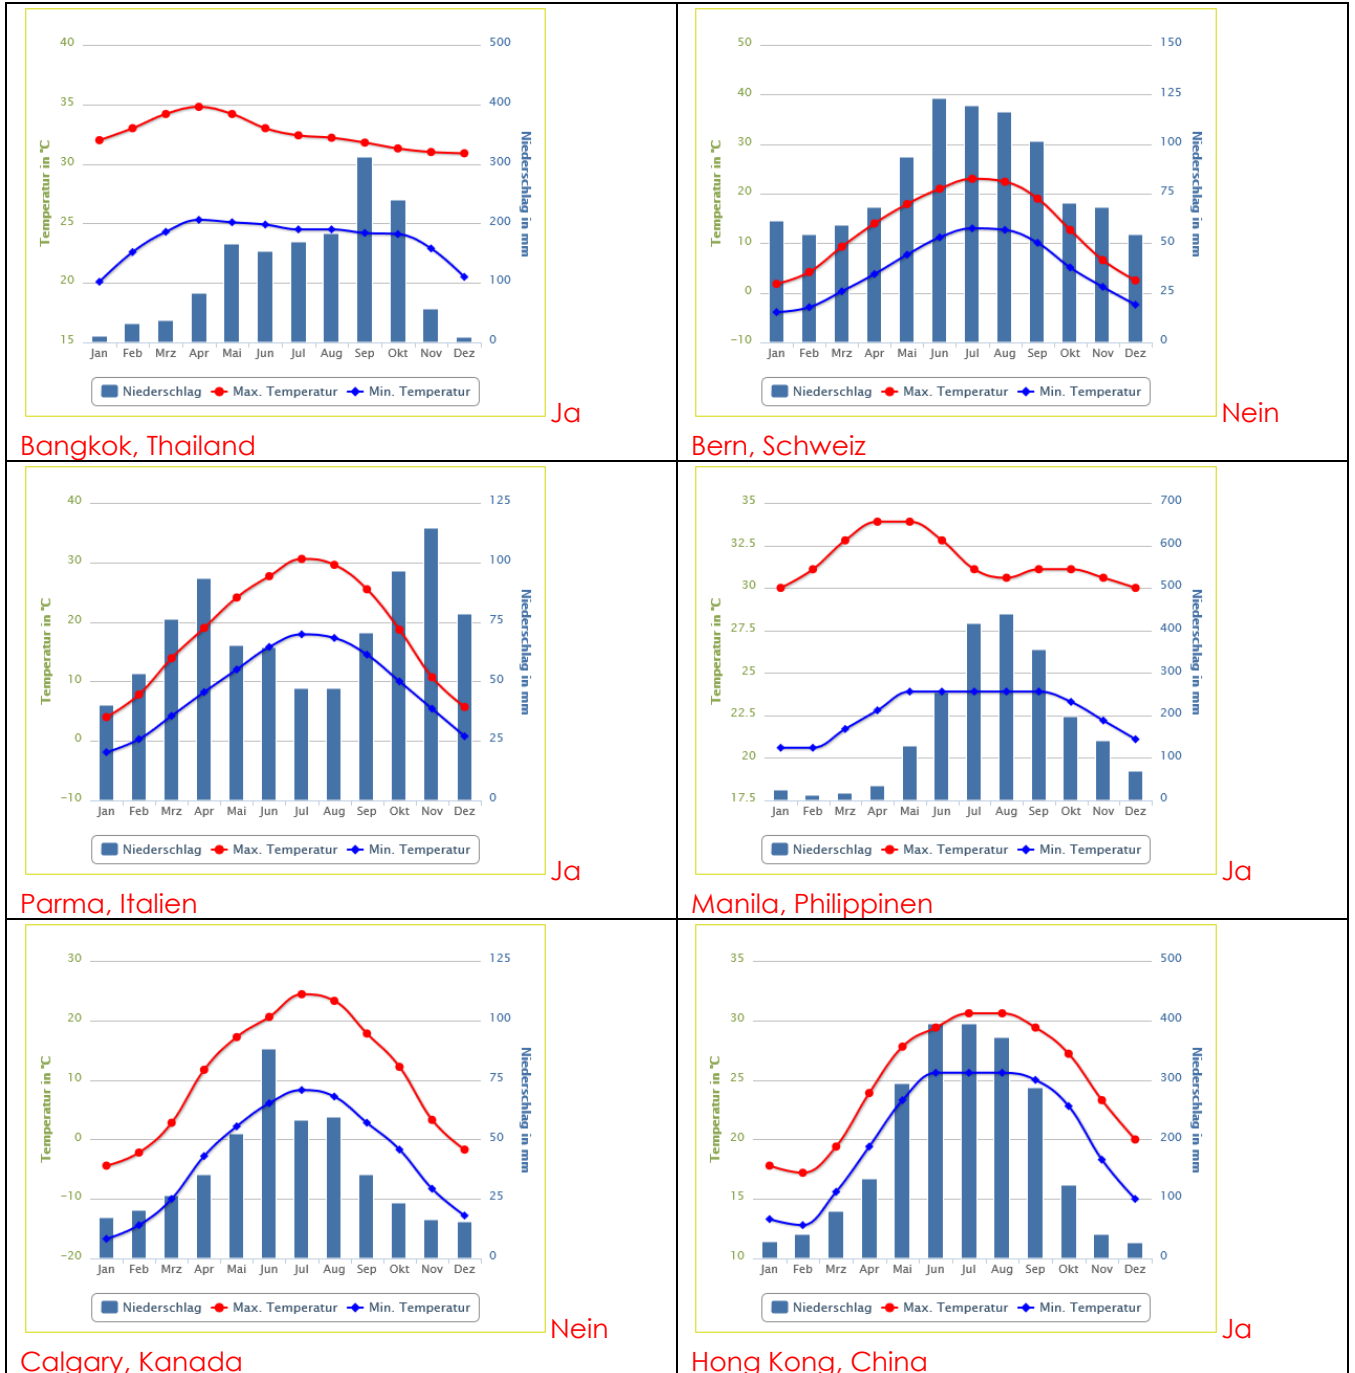 40
500
35
400
30
300
25
200
20
100
15
0
Temperatur in °C
Niederschlag in mm
Jan Feb Mrz Apr Mai Jun Jul Aug Sep Okt Nov Dez
Niederschlag Max. Temperatur Min. Temperatur
Ja
Bangkok, Thailand
50
150
40
125
30
100
20
75
10
50
0
25
-10
0
Temperatur in °C
Niederschlag in mm
Jan Feb Mrz Apr Mai Jun Jul Aug Sep Okt Nov Dez
Niederschlag Max. Temperatur Min. Temperatur
Nein
Bern, Schweiz
40
125
30
100
20
75
10
50
0
25
-10
0
Temperatur in °C
Niederschlag in mm
Jan Feb Mrz Apr Mai Jun Jul Aug Sep Okt Nov Dez
Niederschlag Max. Temperatur Min. Temperatur
Ja
Parma, Italien
35
700
32.5
600
30
500
27.5
400
25
300
22.5
200
20
100
17.5
0
Temperatur in °C
Niederschlag in mm
Jan Feb Mrz Apr Mai Jun Jul Aug Sep Okt Nov Dez
Niederschlag Max. Temperatur Min. Temperatur
Ja
Manila, Philippinen
30
125
20
100
10
75
0
50
-10
25
-20
0
Temperatur in °C
Niederschlag in mm
Jan Feb Mrz Apr Mai Jun Jul Aug Sep Okt Nov Dez
Niederschlag Max. Temperatur Min. Temperatur
Nein
Calgary, Kanada
35
500
30
400
25
300
20
200
15
100
10
0
Temperatur in °C
Niederschlag in mm
Jan Feb Mrz Apr Mai Jun Jul Aug Sep Okt Nov Dez
Niederschlag Max. Temperatur Min. Temperatur
Ja
Hong Kong, China